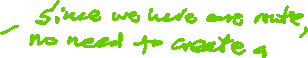 - Since we have one note,
no need to create a